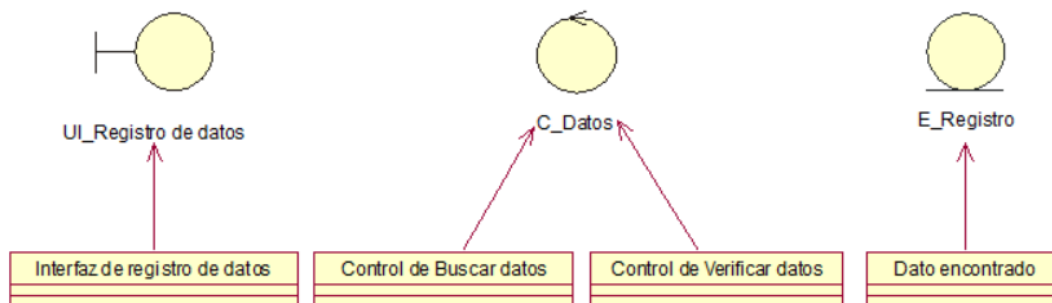 UI_Registro de datos
C_Datos
E_Registro
Interfaz de registro de datos
Control de Buscar datos
Control de Verificar datos
Dato encontrado